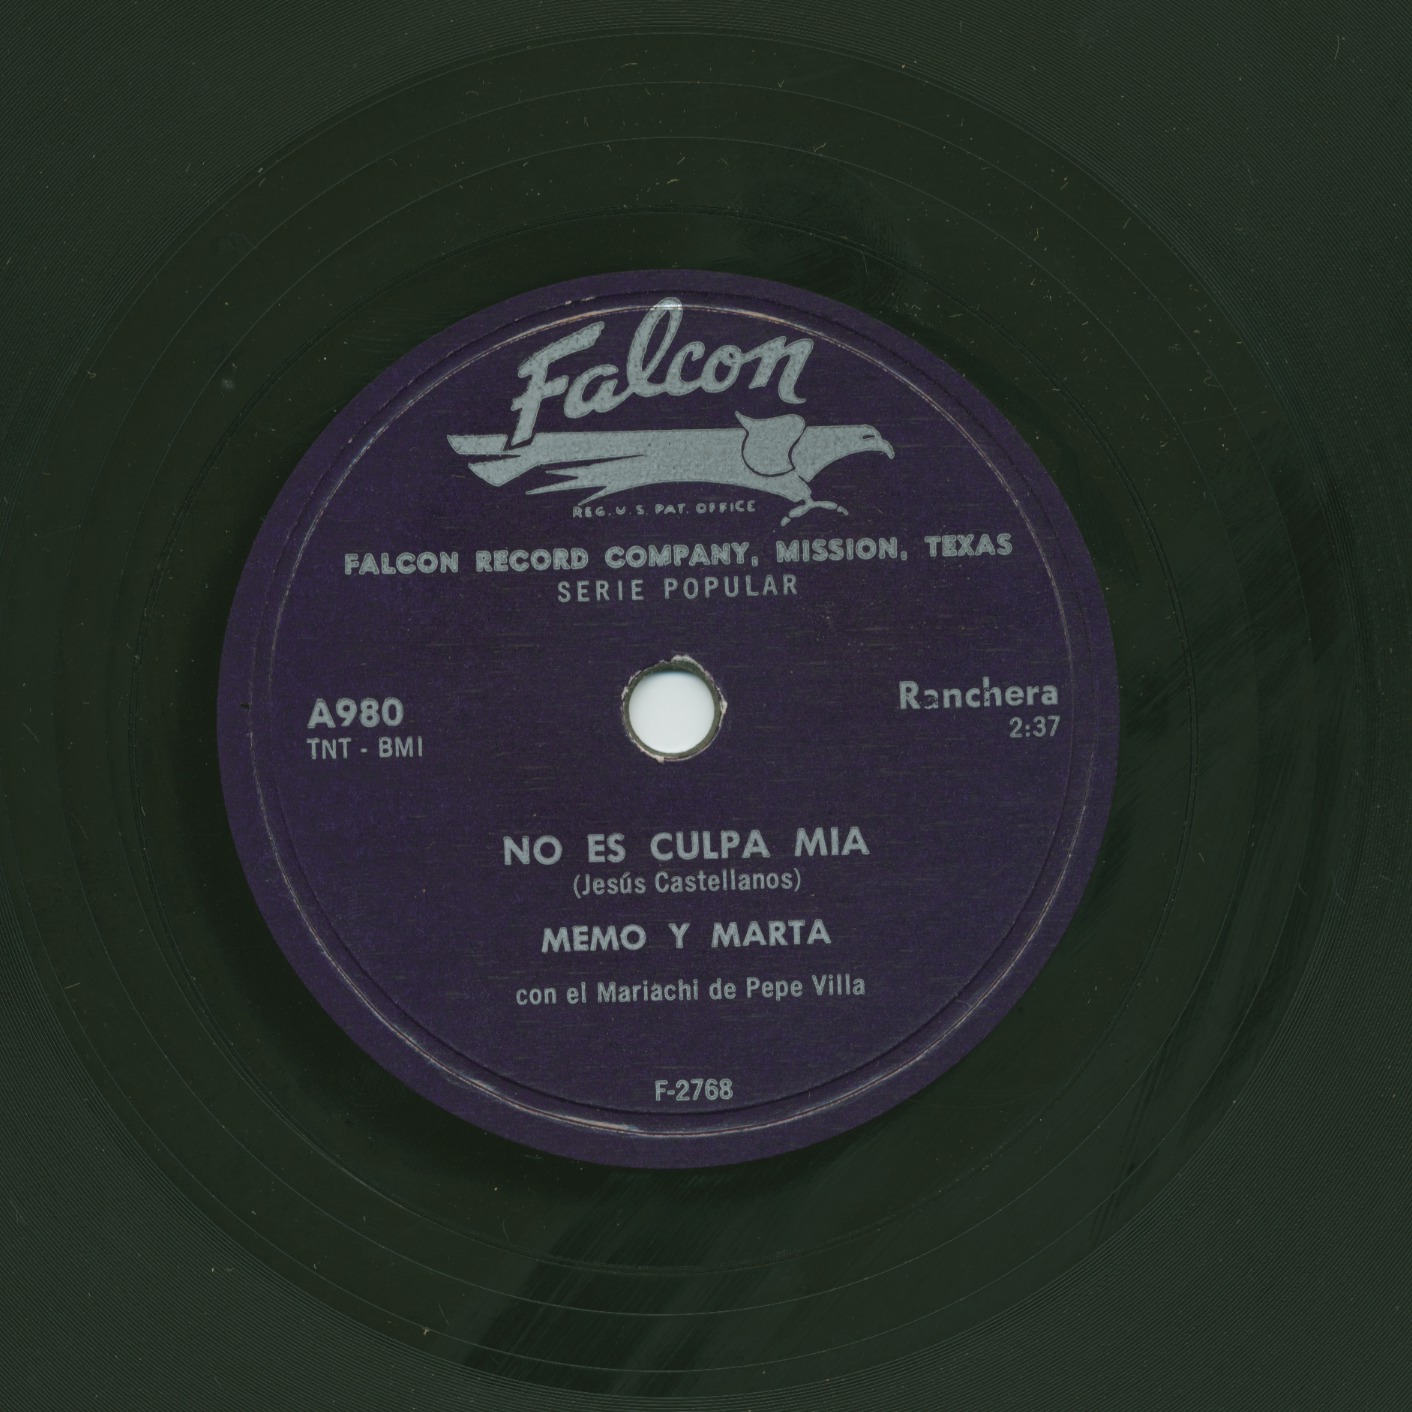 Falcon
REG. U.S. PAT. OFFICE
FALCON RECORD COMPANY, MISSION, TEXAS
SERIE POPULAR
A980
TNT - BMI
Ranchera
2:37
NO ES CULPA MIA
(Jesús Castellanos)
MEMO Y MARTA
con el Mariachi de Pepe Villa
F-2768